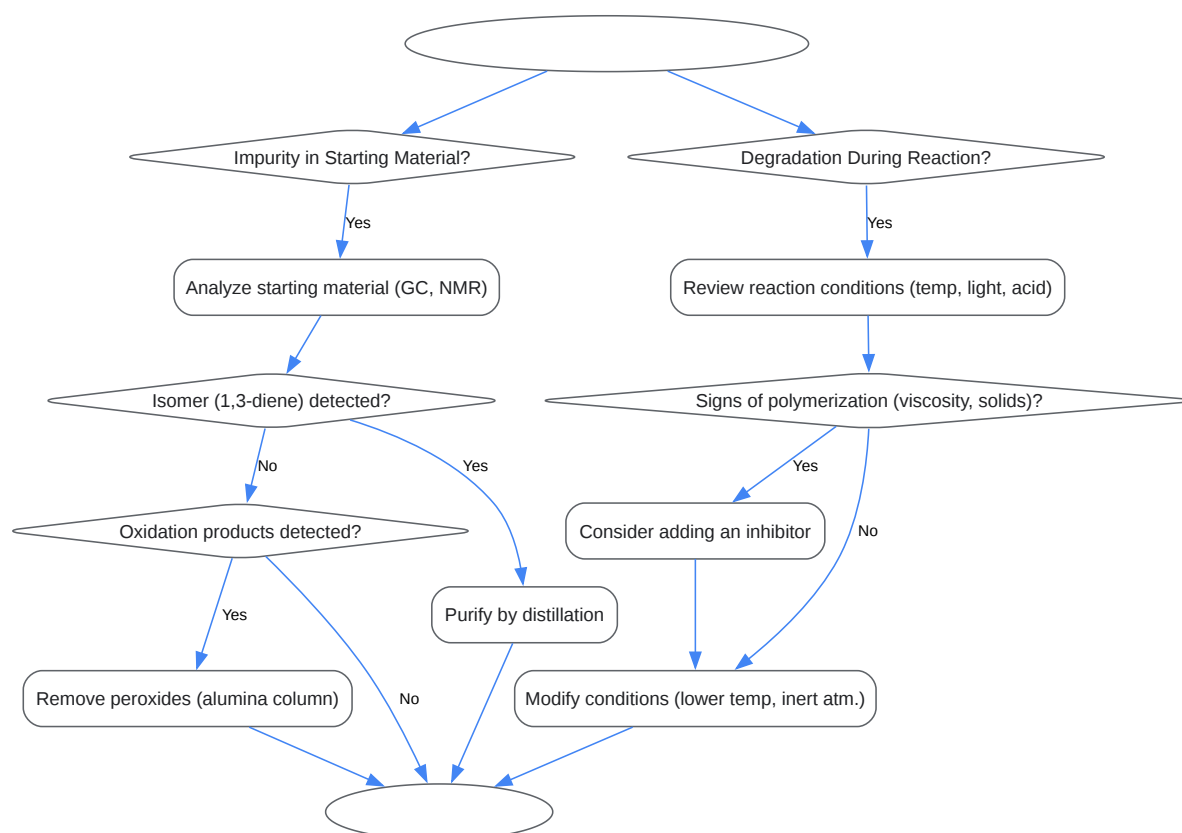 Impurity in Starting Material?
Degradation During Reaction?
Yes
Yes
Analyze starting material (GC, NMR)
Review reaction conditions (temp, light, acid)
Isomer (1,3-diene) detected?
Signs of polymerization (viscosity, solids)?
No
Yes
Yes
Oxidation products detected?
Consider adding an inhibitor
No
Yes
Purify by distillation
Remove peroxides (alumina column)
No
Modify conditions (lower temp, inert atm.)